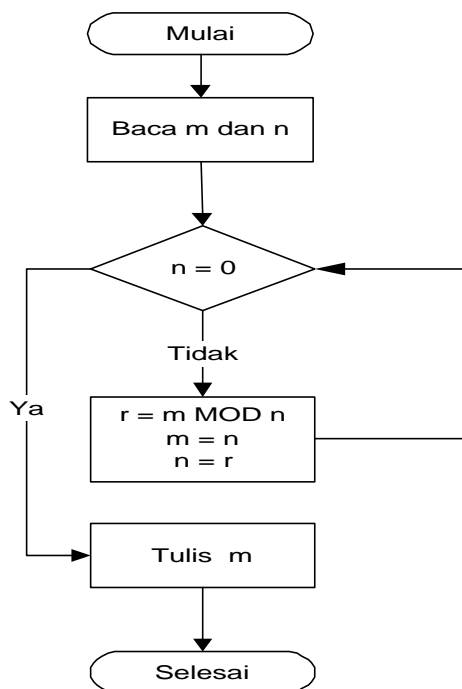 Mulai
Baca m dan n
n = 0
Tidak
Ya
r = m MOD n
m = n
n = r
Tulis m
Selesai